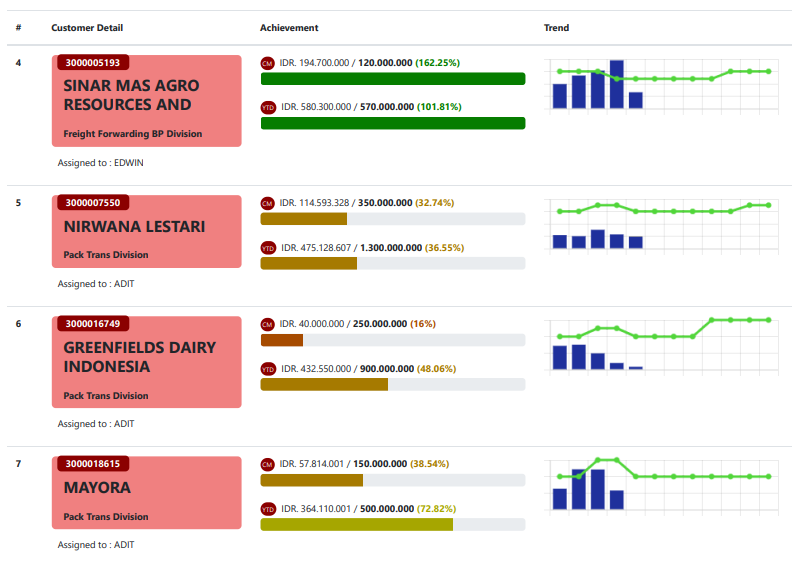 # Customer Detail Achievement Trend
4
3000005193
SINAR MAS AGRO
RESOURCES AND
Freight Forwarding BP Division
Assigned to : EDWIN
CM IDR. 194.700.000 / 120.000.000 (162.25%)
YTD IDR. 580.300.000 / 570.000.000 (101.81%)
5
3000007550
NIRWANA LESTARI
Pack Trans Division
Assigned to : ADIT
CM IDR. 114.593.328 / 350.000.000 (32.74%)
YTD IDR. 475.128.607 / 1.300.000.000 (36.55%)
6
3000016749
GREENFIELDS DAIRY
INDONESIA
Pack Trans Division
Assigned to : ADIT
CM IDR. 40.000.000 / 250.000.000 (16%)
YTD IDR. 432.550.000 / 900.000.000 (48.06%)
7
3000018615
MAYORA
Pack Trans Division
Assigned to : ADIT
CM IDR. 57.814.001 / 150.000.000 (38.54%)
YTD IDR. 364.110.001 / 500.000.000 (72.82%)